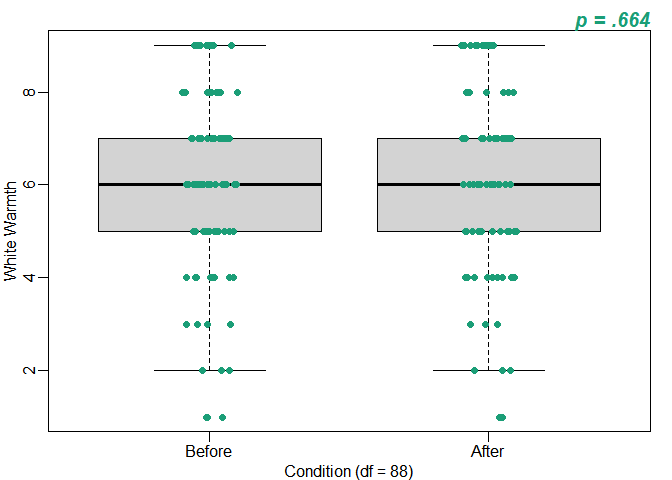 p = .664
White Warmth
8
6
4
2
Before After
Condition (df = 88)